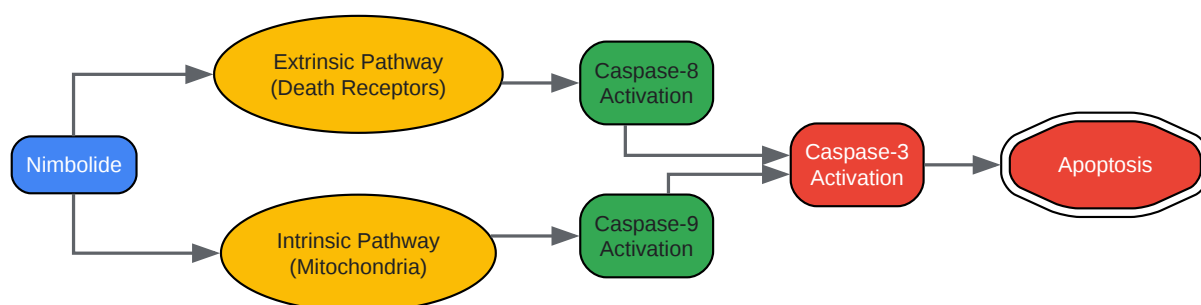 Nimbolide
Extrinsic Pathway
(Death Receptors)
Intrinsic Pathway
(Mitochondria)
Caspase-8
Activation
Caspase-9
Activation
Caspase-3
Activation
Apoptosis